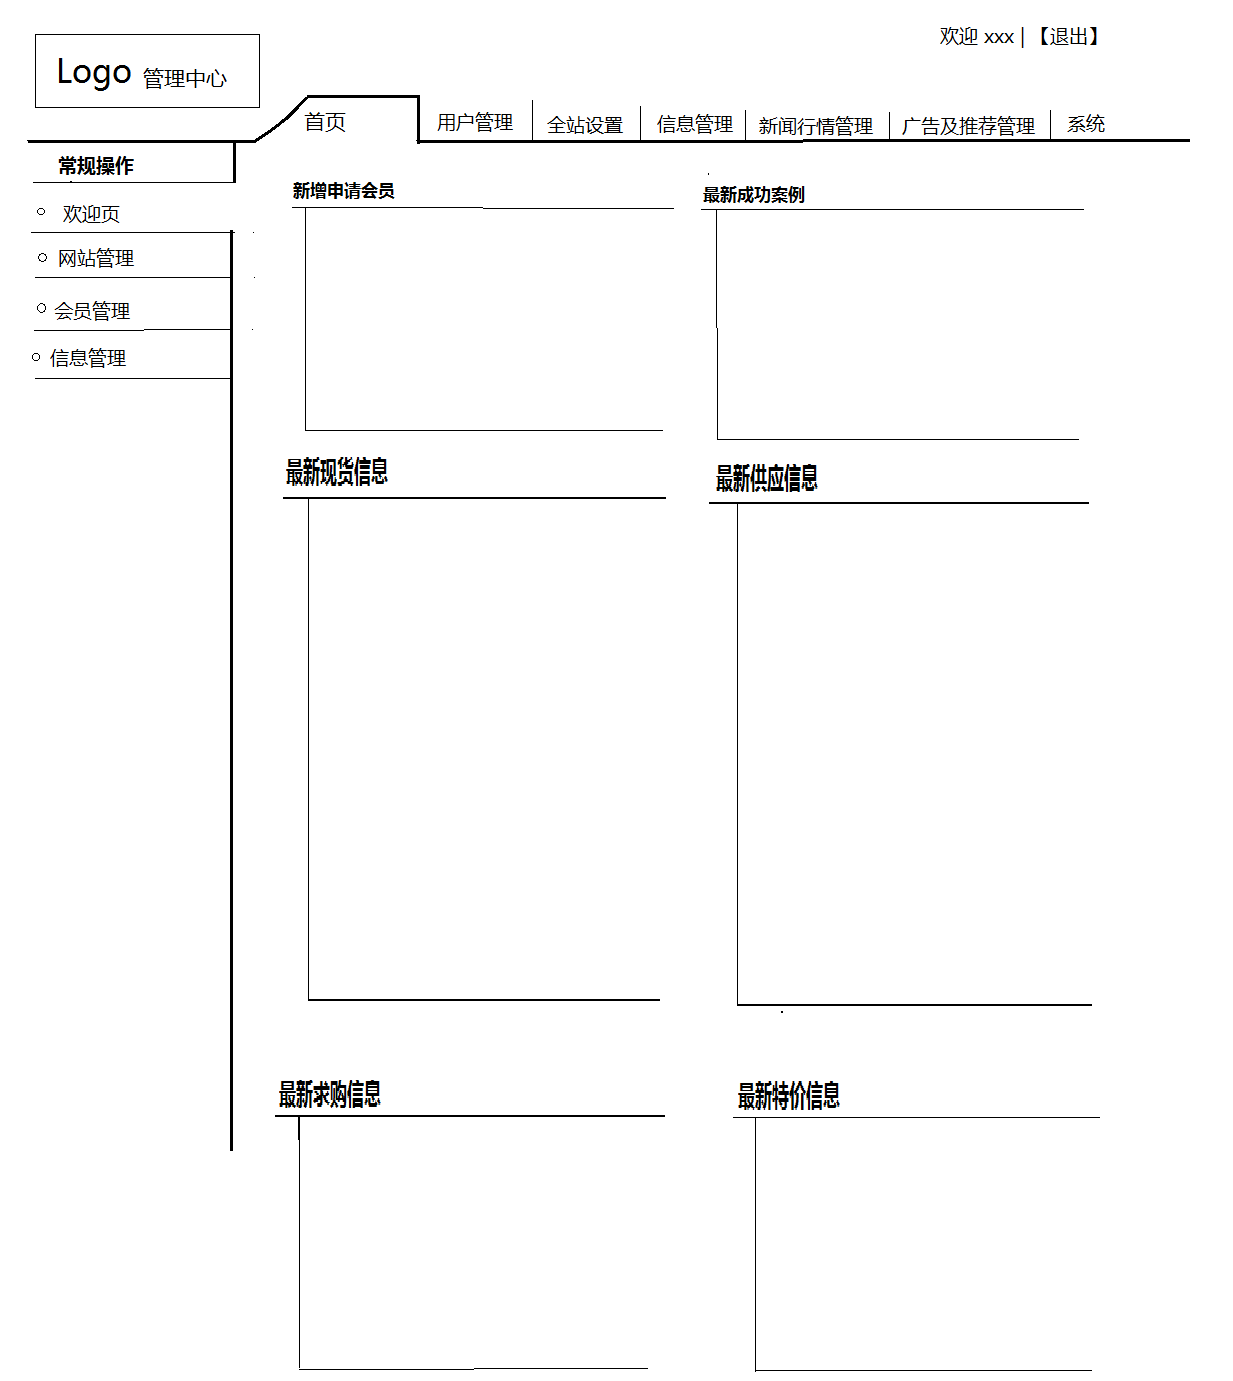 欢迎 xxx | 【退出】
Logo 管理中心
首页
用户管理
全站设置
信息管理
新闻行情管理
广告及推荐管理
系统
常规操作
欢迎页
网站管理
会员管理
信息管理
新增申请会员
最新成功案例
最新现货信息
最新供应信息
最新求购信息
最新特价信息